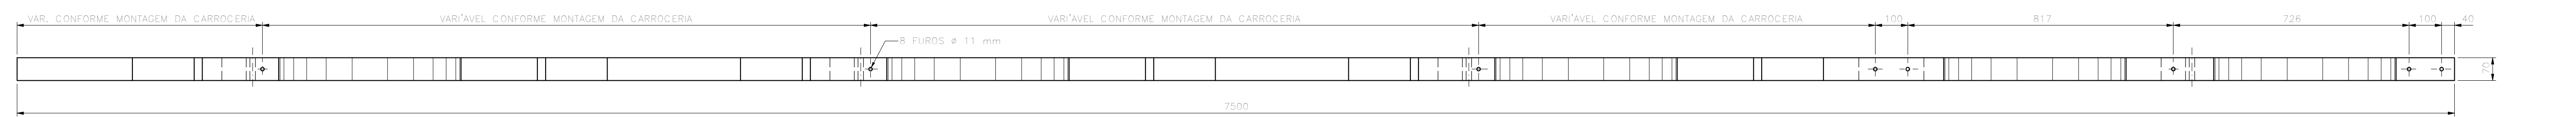 VAR. CONFORME MONTAGEM DA CARROCERIA
VARI'AVEL CONFORME MONTAGEM DA CARROCERIA
VARI'AVEL CONFORME MONTAGEM DA CARROCERIA
VARI'AVEL CONFORME MONTAGEM DA CARROCERIA
100
817
726
100
40
8 FUROS ø 11 mm
70
7500